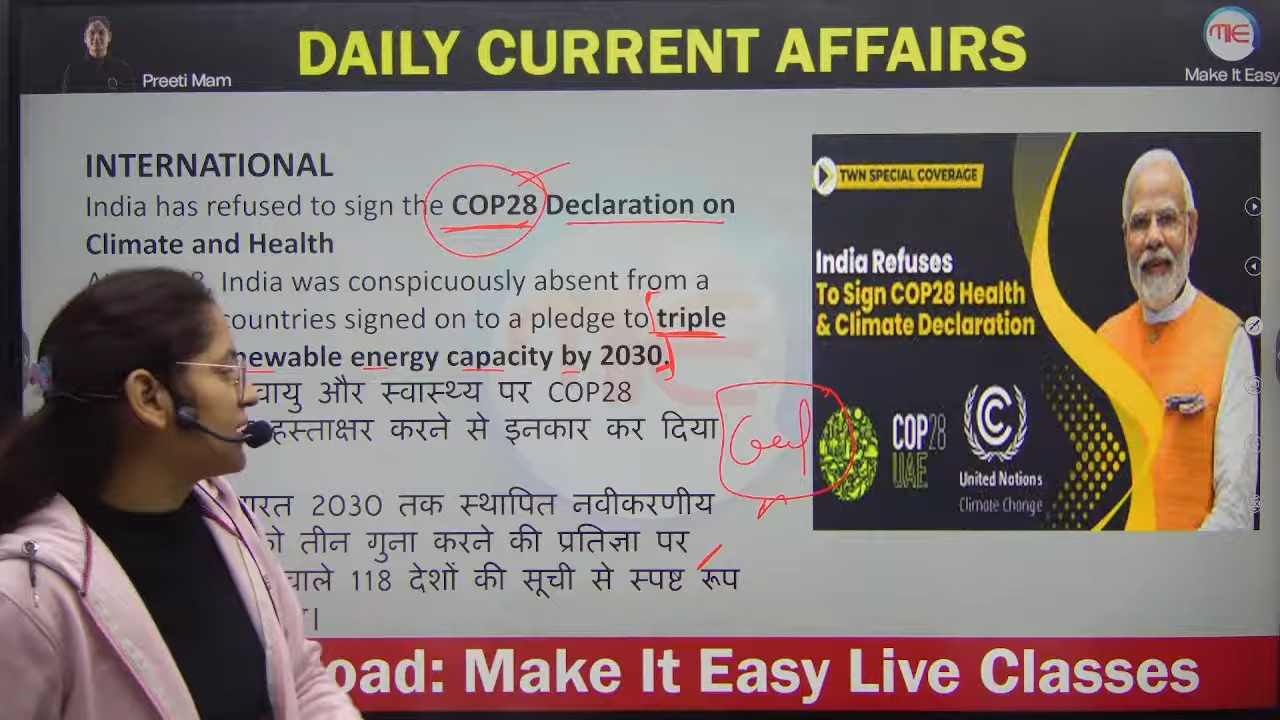 DAILY CURRENT AFFAIRS
Preeti Mam
Make It Easy
INTERNATIONAL
India has refused to sign the COP28 Declaration on
Climate and Health
India was conspicuously absent from a
countries signed on to a pledge to triple
newable energy capacity by 2030.
वायु और स्वास्थ्य पर COP28
हस्ताक्षर करने से इनकार कर दिया
रत 2030 तक स्थापित नवीकरणीय
को तीन गुना करने की प्रतिज्ञा पर
वाले 118 देशों की सूची से स्पष्ट रूप
TWN SPECIAL COVERAGE
India Refuses
To Sign COP28 Health
& Climate Declaration
COP28
UAE
United Nations
Climate Change
oad: Make It Easy Live Classes